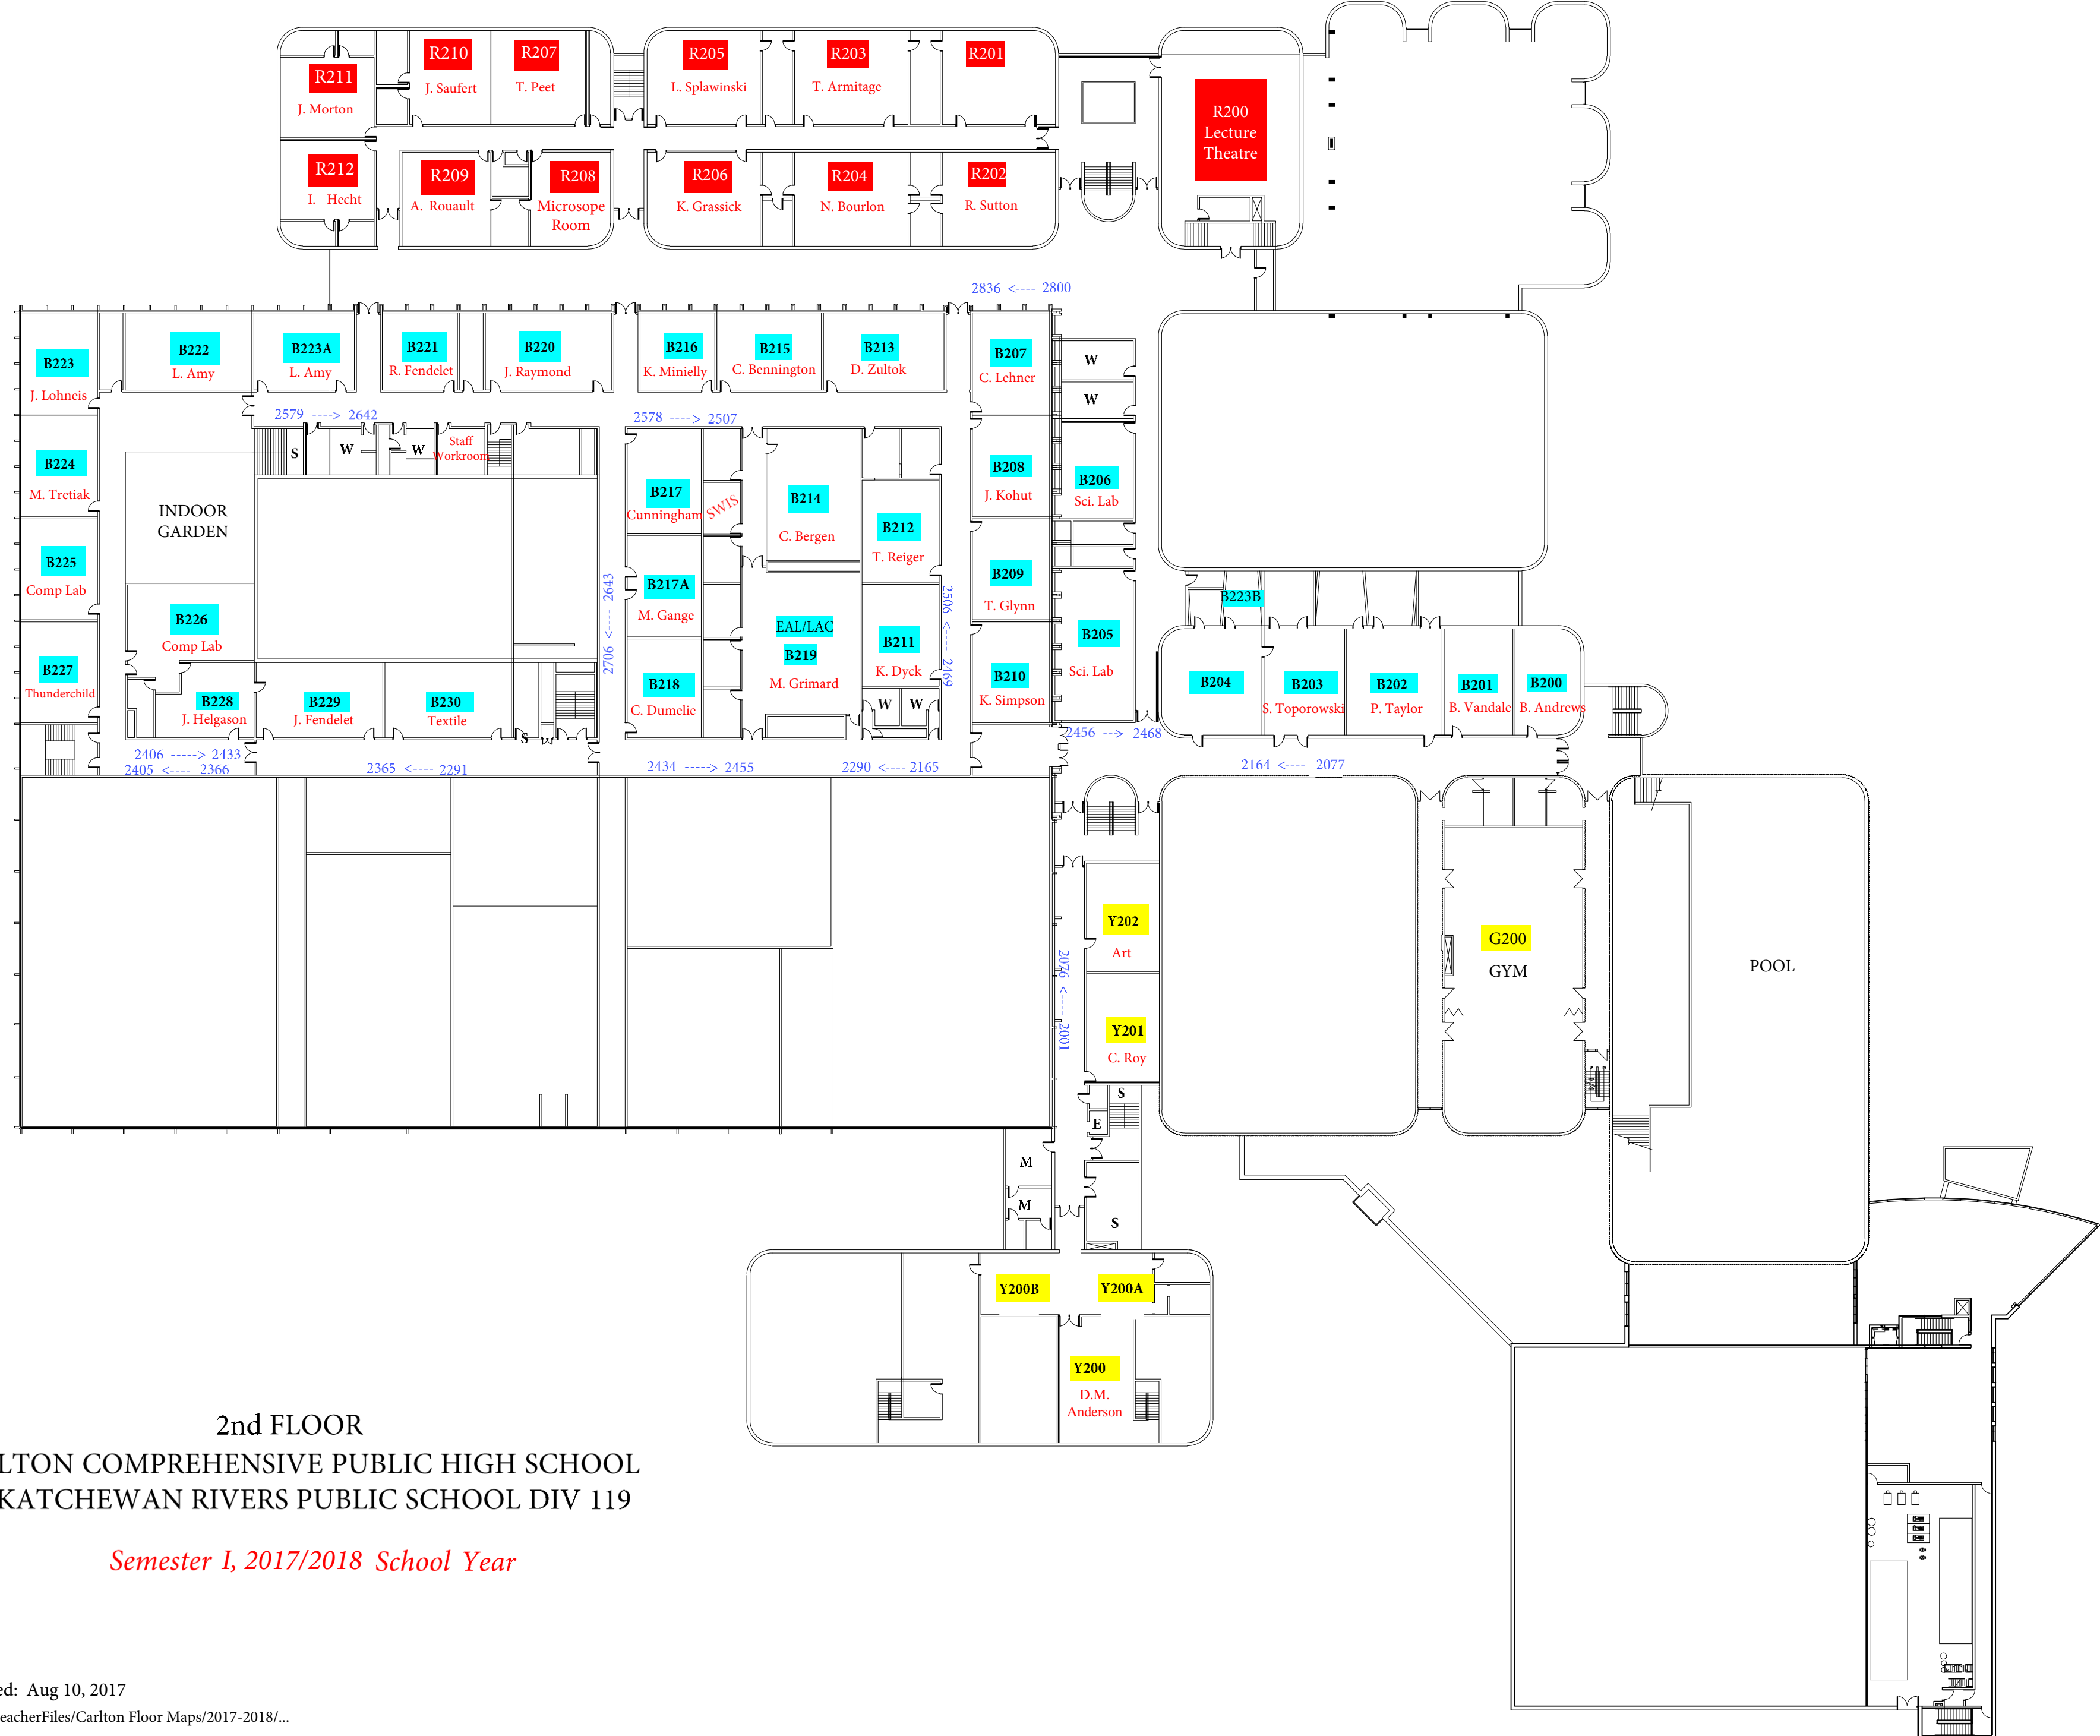 R211
J. Morton
R210
J. Saufert
R207
T. Peet
R205
L. Splawinski
R203
T. Armitage
R201
R200
Lecture
Theatre
R212
I. Hecht
R209
A. Rouault
R208
Microsope
Room
R206
K. Grassick
R204
N. Bourlon
R202
R. Sutton
2836 <---- 2800
B223
J. Lohneis
B222
L. Amy
B223A
L. Amy
B221
R. Fendelet
B220
J. Raymond
B216
K. Minielly
B215
C. Bennington
B213
D. Zultok
B207
C. Lehner
W
W
2579 ----> 2642
2578 ----> 2507
S
W
W
Staff
Workroom
B224
M. Tretiak
INDOOR
GARDEN
B217
Cunningham
SWIS
B214
C. Bergen
B212
T. Reiger
B208
J. Kohut
B206
Sci. Lab
B225
Comp Lab
B226
Comp Lab
2706 <---- 2643
B217A
M. Gange
EAL/LAC
B219
M. Grimard
B211
K. Dyck
2506 <---- 2469
B209
T. Glynn
B205
Sci. Lab
B223B
B227
Thunderchild
B228
J. Helgason
B229
J. Fendelet
B230
Textile
S
B218
C. Dumelie
W
W
B210
K. Simpson
B204
B203
S. Toporowski
B202
P. Taylor
B201
B. Vandale
B200
B. Andrews
2456 --> 2468
2406 -----> 2433
2405 <---- 2366
2365 <---- 2291
2434 -----> 2455
2290 <---- 2165
2164 <---- 2077
Y202
Art
2076 <---- 2001
Y201
C. Roy
G200
GYM
POOL
S
E
M
M
S
Y200B
Y200A
Y200
D.M.
Anderson
2nd FLOOR
LTON COMPREHENSIVE PUBLIC HIGH SCHOOL
KATCHEWAN RIVERS PUBLIC SCHOOL DIV 119
Semester I, 2017/2018 School Year
ed: Aug 10, 2017
eacherFiles/Carlton Floor Maps/2017-2018/...